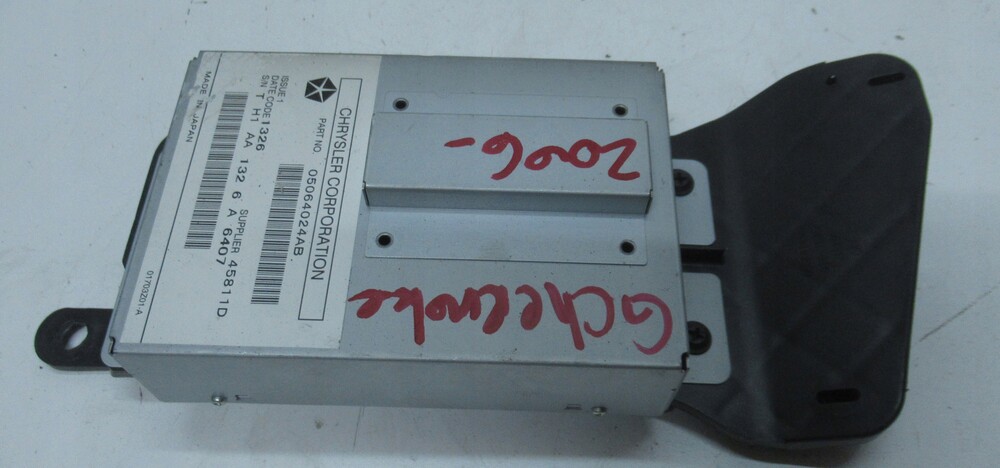 CHRYSLER CORPORATION
PART NO. 05064024AB
ISSUE 1
DATE CODE 1326 SUPPLIER 45811D
S/N T H1 AA 132 6 A 6407
MADE IN JAPAN
01703Z01-A
2006-
GCherokee